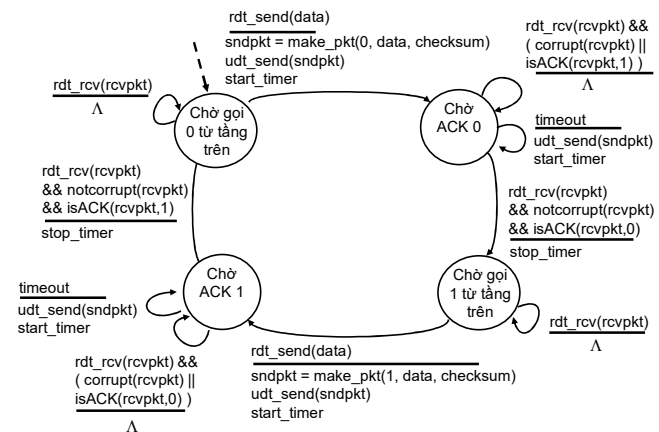 rdt_send(data)
sndpkt = make_pkt(0, data, checksum)
udt_send(sndpkt)
start_timer
rdt_rcv(rcvpkt) &&
( corrupt(rcvpkt) ||
isACK(rcvpkt,1) )
Λ
rdt_rcv(rcvpkt)
Λ
Chờ gọi
0 từ tầng
trên
Chờ
ACK 0
timeout
udt_send(sndpkt)
start_timer
rdt_rcv(rcvpkt)
&& notcorrupt(rcvpkt)
&& isACK(rcvpkt,1)
stop_timer
rdt_rcv(rcvpkt)
&& notcorrupt(rcvpkt)
&& isACK(rcvpkt,0)
stop_timer
Chờ
ACK 1
Chờ gọi
1 từ tầng
trên
timeout
udt_send(sndpkt)
start_timer
rdt_rcv(rcvpkt)
Λ
rdt_rcv(rcvpkt) &&
( corrupt(rcvpkt) ||
isACK(rcvpkt,0) )
Λ
rdt_send(data)
sndpkt = make_pkt(1, data, checksum)
udt_send(sndpkt)
start_timer